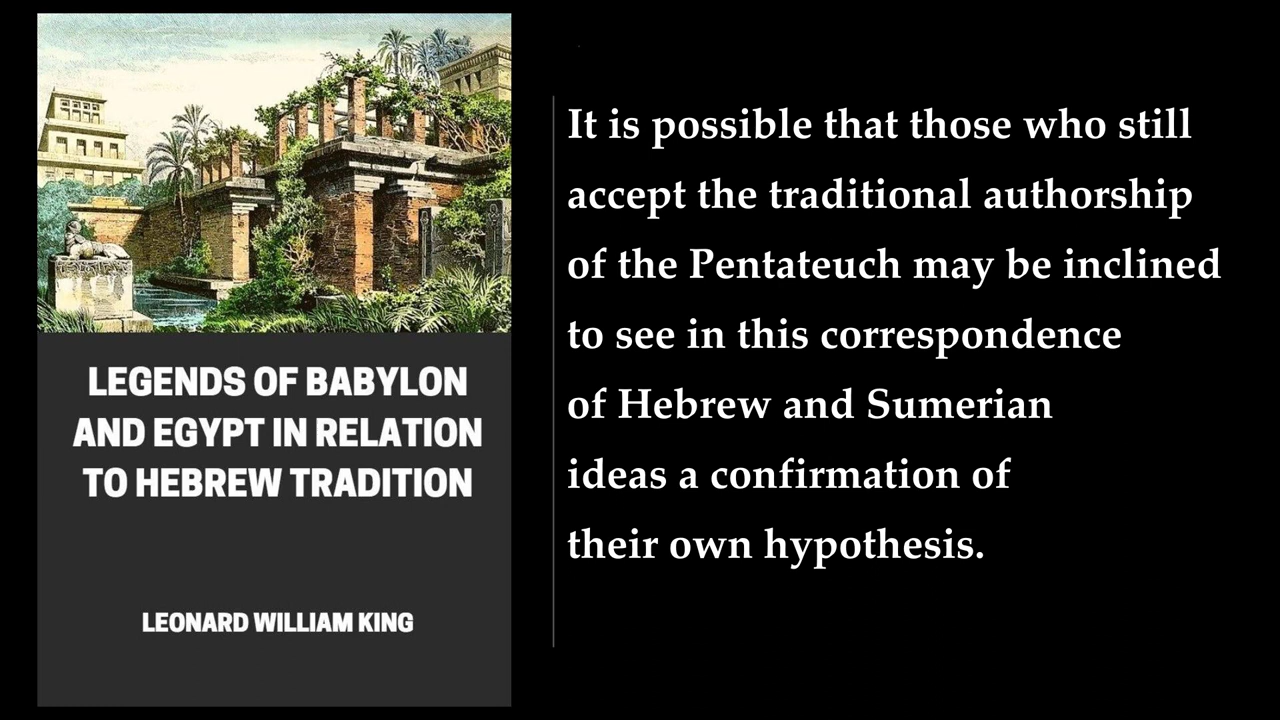 LEGENDS OF BABYLON
AND EGYPT IN RELATION
TO HEBREW TRADITION
LEONARD WILLIAM KING
It is possible that those who still
accept the traditional authorship
of the Pentateuch may be inclined
to see in this correspondence
of Hebrew and Sumerian
ideas a confirmation of
their own hypothesis.